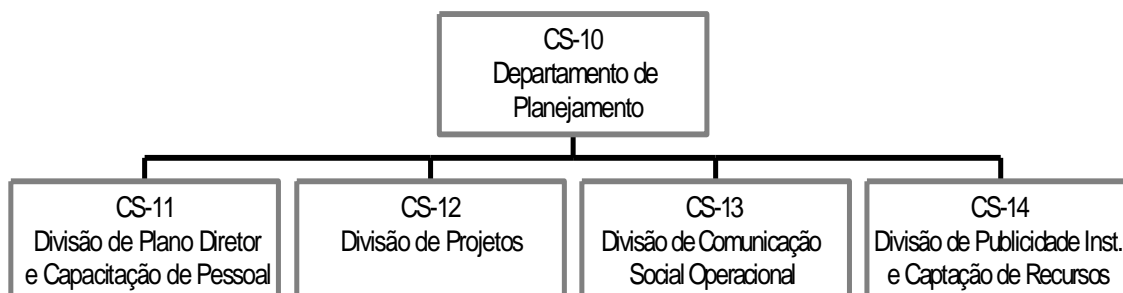 CS-10
Departamento de
Planejamento
CS-11
Divisão de Plano Diretor
e Capacitação de Pessoal
CS-12
Divisão de Projetos
CS-13
Divisão de Comunicação
Social Operacional
CS-14
Divisão de Publicidade Inst.
e Captação de Recursos